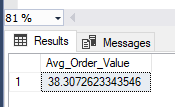 81 %
Results Messages
Avg_Order_Value
1 38.3072623343546